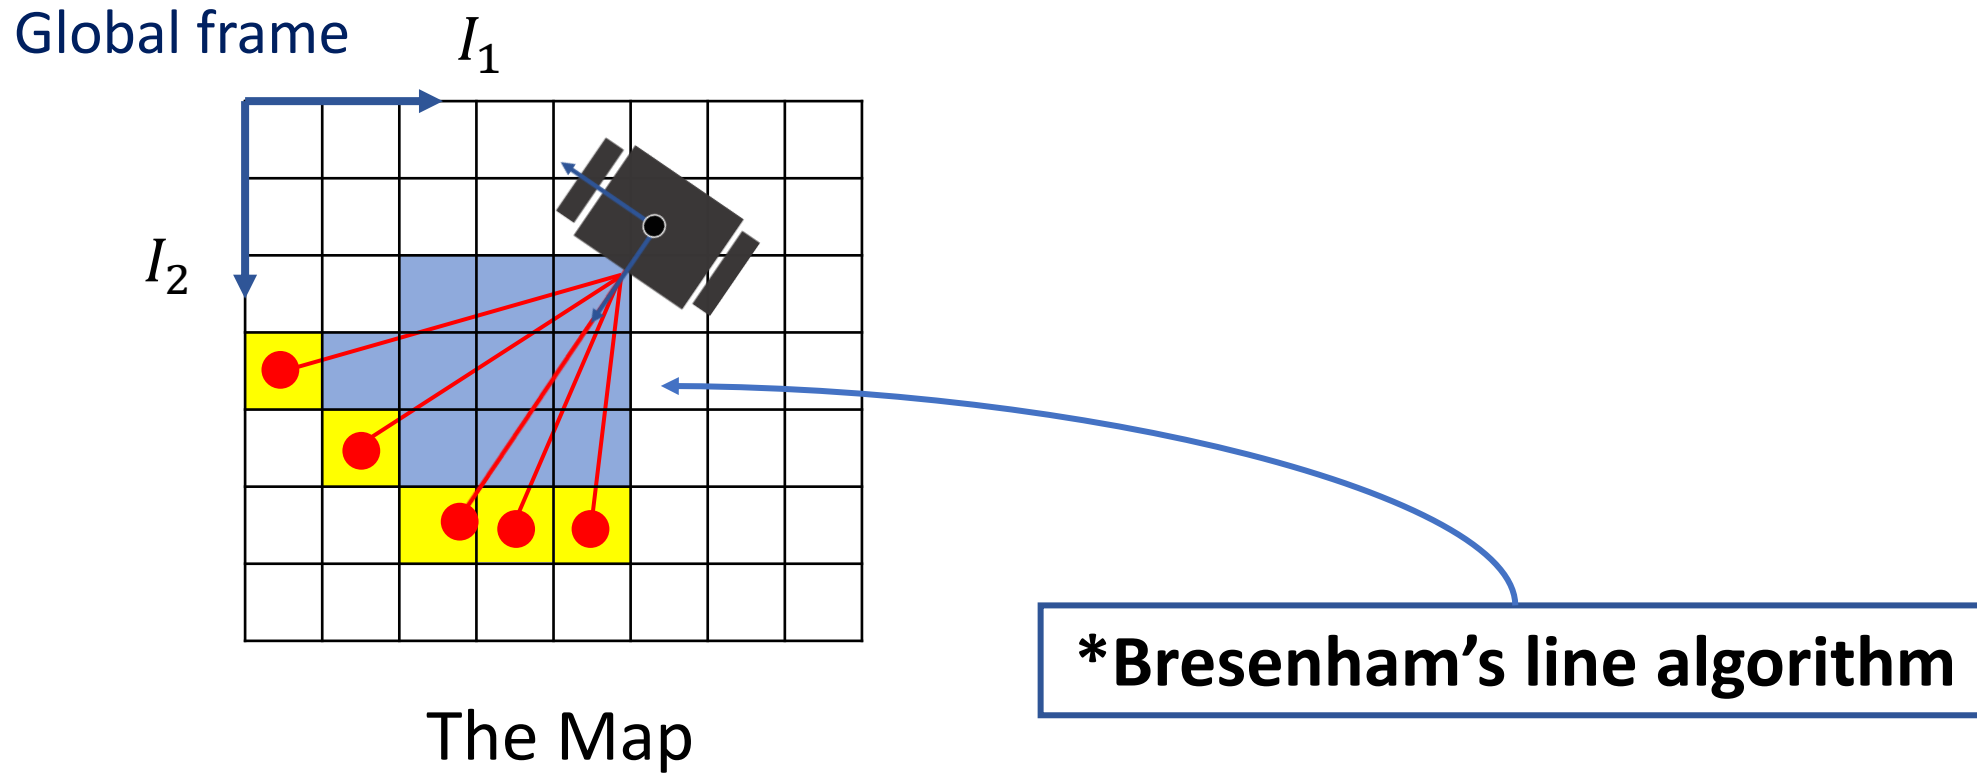 Global frame
I₁
I₂
*Bresenham’s line algorithm
The Map